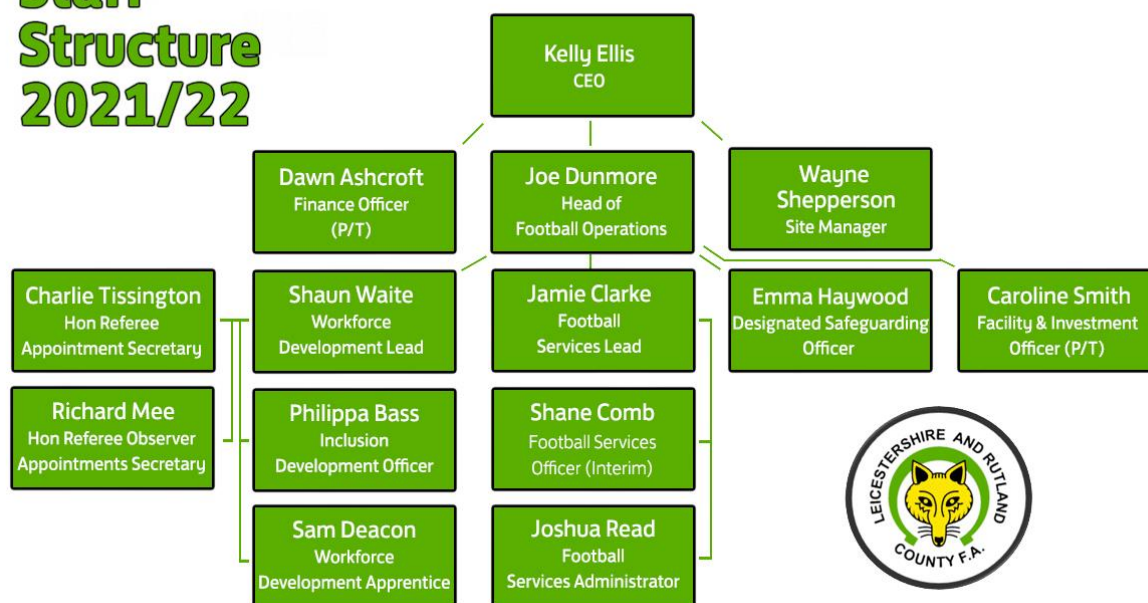 Staff
Structure
2021/22
Kelly Ellis
CEO
Dawn Ashcroft
Finance Officer
(P/T)
Joe Dunmore
Head of
Football Operations
Wayne
Shepperson
Site Manager
Charlie Tissington
Hon Referee
Appointment Secretary
Shaun Waite
Workforce
Development Lead
Jamie Clarke
Football
Services Lead
Emma Haywood
Designated Safeguarding
Officer
Caroline Smith
Facility & Investment
Officer (P/T)
Richard Mee
Hon Referee Observer
Appointments Secretary
Philippa Bass
Inclusion
Development Officer
Shane Comb
Football Services
Officer (Interim)
Sam Deacon
Workforce
Development Apprentice
Joshua Read
Football
Services Administrator
LEICESTERSHIRE AND RUTLAND
COUNTY F.A.